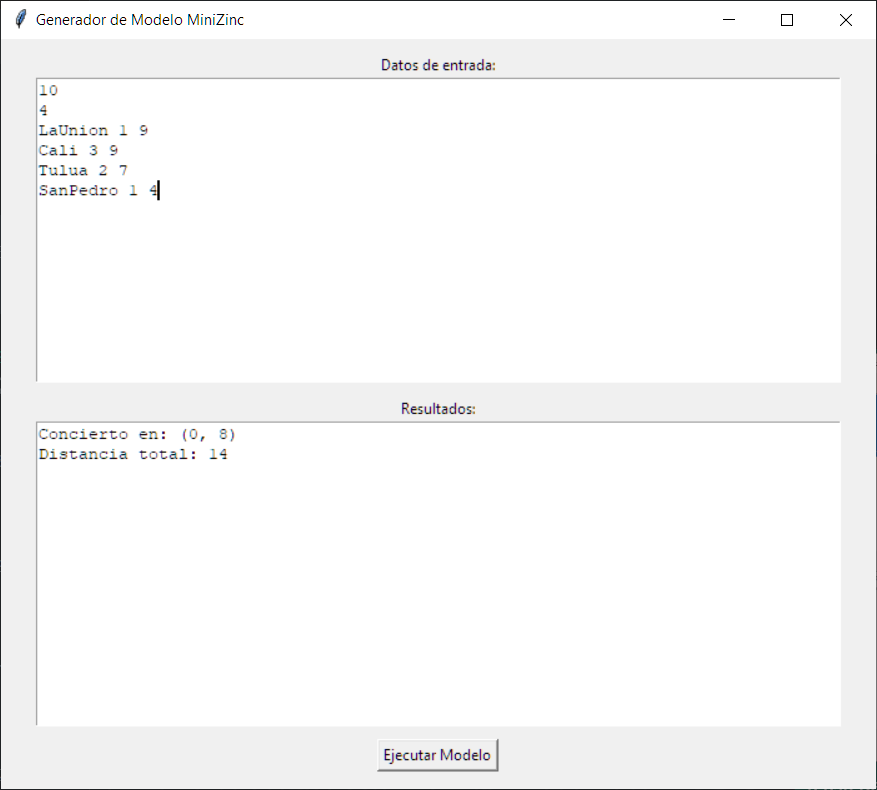 Generador de Modelo MiniZinc
Datos de entrada:
10
4
LaUnion 1 9
Cali 3 9
Tulua 2 7
SanPedro 1 4
Resultados:
Concierto en: (0, 8)
Distancia total: 14
Ejecutar Modelo